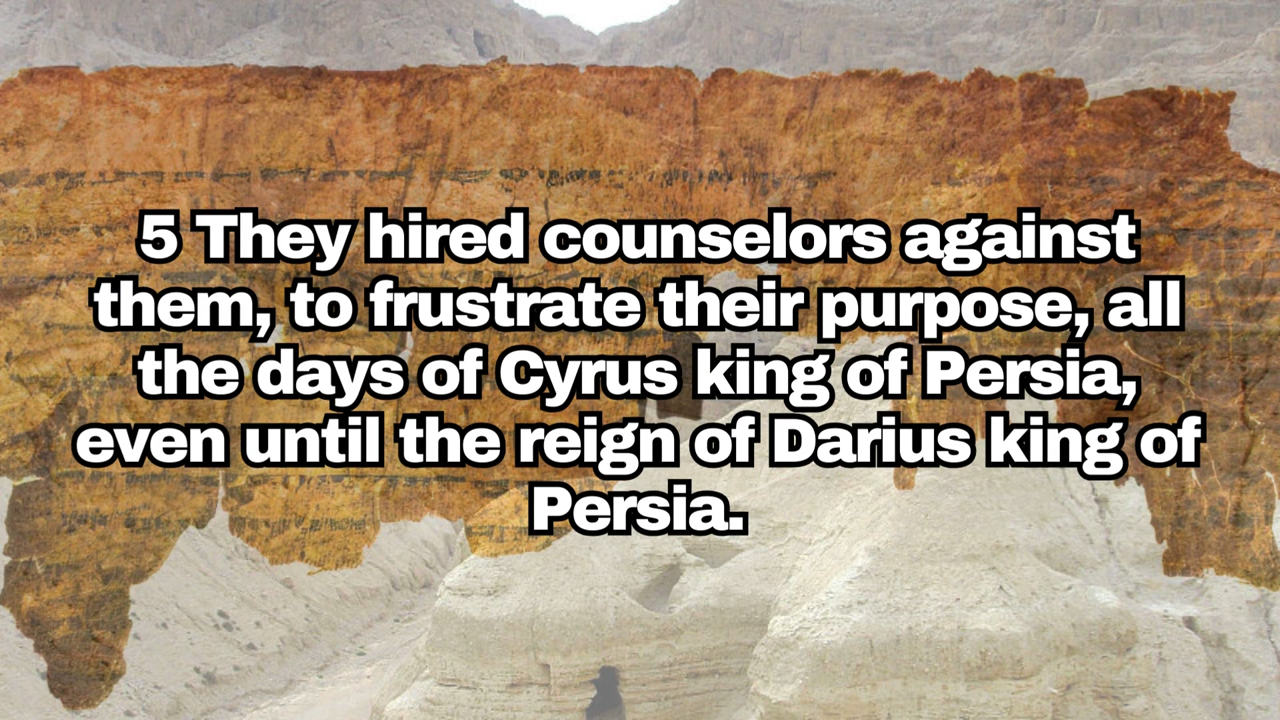 5 They hired counselors against
them, to frustrate their purpose, all
the days of Cyrus king of Persia,
even until the reign of Darius king of
Persia.